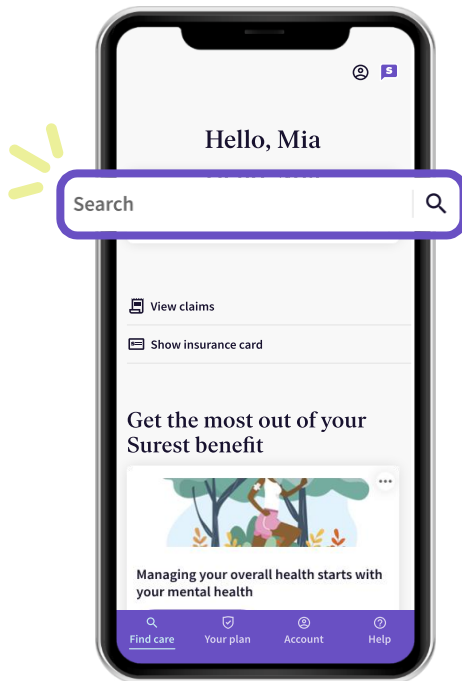 S
Hello, Mia
Search
View claims
Show insurance card
Get the most out of your
Surest benefit
Managing your overall health starts with
your mental health
Find care
Your plan
Account
Help